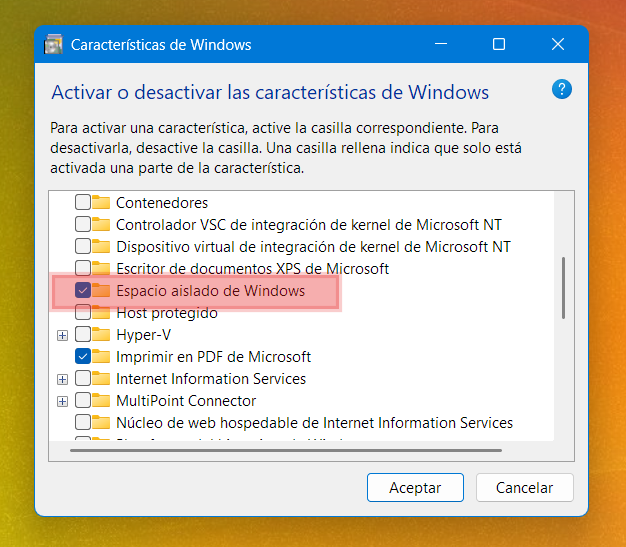 Características de Windows
Activar o desactivar las características de Windows
?
Para activar una característica, active la casilla correspondiente. Para
desactivarla, desactive la casilla. Una casilla rellena indica que solo está
activada una parte de la característica.
Contenedores
Controlador VSC de integración de kernel de Microsoft NT
Dispositivo virtual de integración de kernel de Microsoft NT
Escritor de documentos XPS de Microsoft
Espacio aislado de Windows
Host protegido
Hyper-V
Imprimir en PDF de Microsoft
Internet Information Services
MultiPoint Connector
Núcleo de web hospedable de Internet Information Services
Aceptar
Cancelar